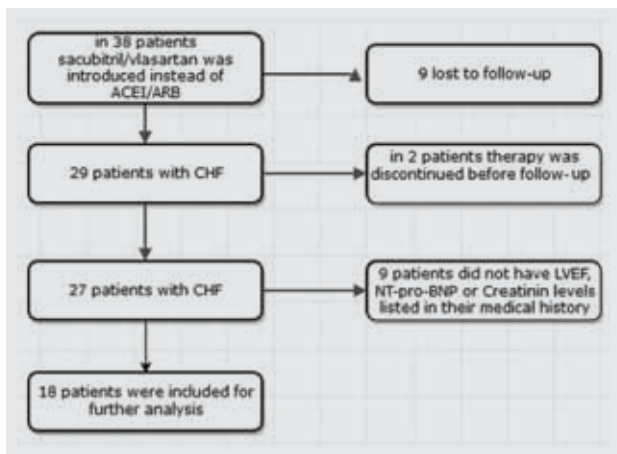 in 38 patients
sacubitril/vlasartan was
introduced instead of
ACEI/ARB
9 lost to follow-up
29 patients with CHF
in 2 patients therapy was
discontinued before follow-up
27 patients with CHF
9 patients did not have LVEF,
NT-pro-BNP or Creatinin levels
listed in their medical history
18 patients were included for
further analysis